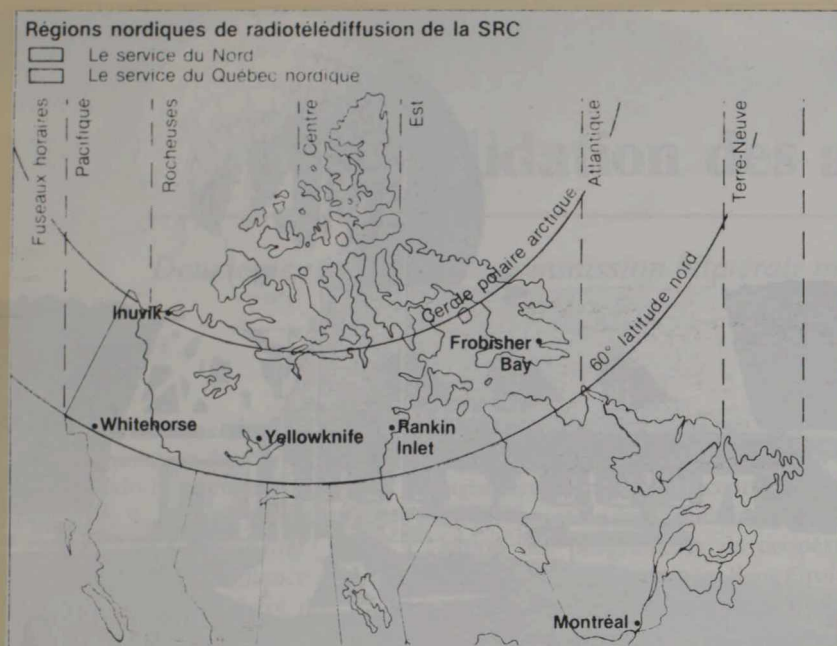 Régions nordiques de radiotélédiffusion de la SRC
Le service du Nord
Le service du Québec nordique
Fuseaux horaires
Pacifique
Rocheuses
Centre
Est
Atlantique
Terre-Neuve
Cercle polaire arctique
60° latitude nord
Inuvik
Frobisher
Bay
Whitehorse
Yellowknife
Rankin
Inlet
Montréal